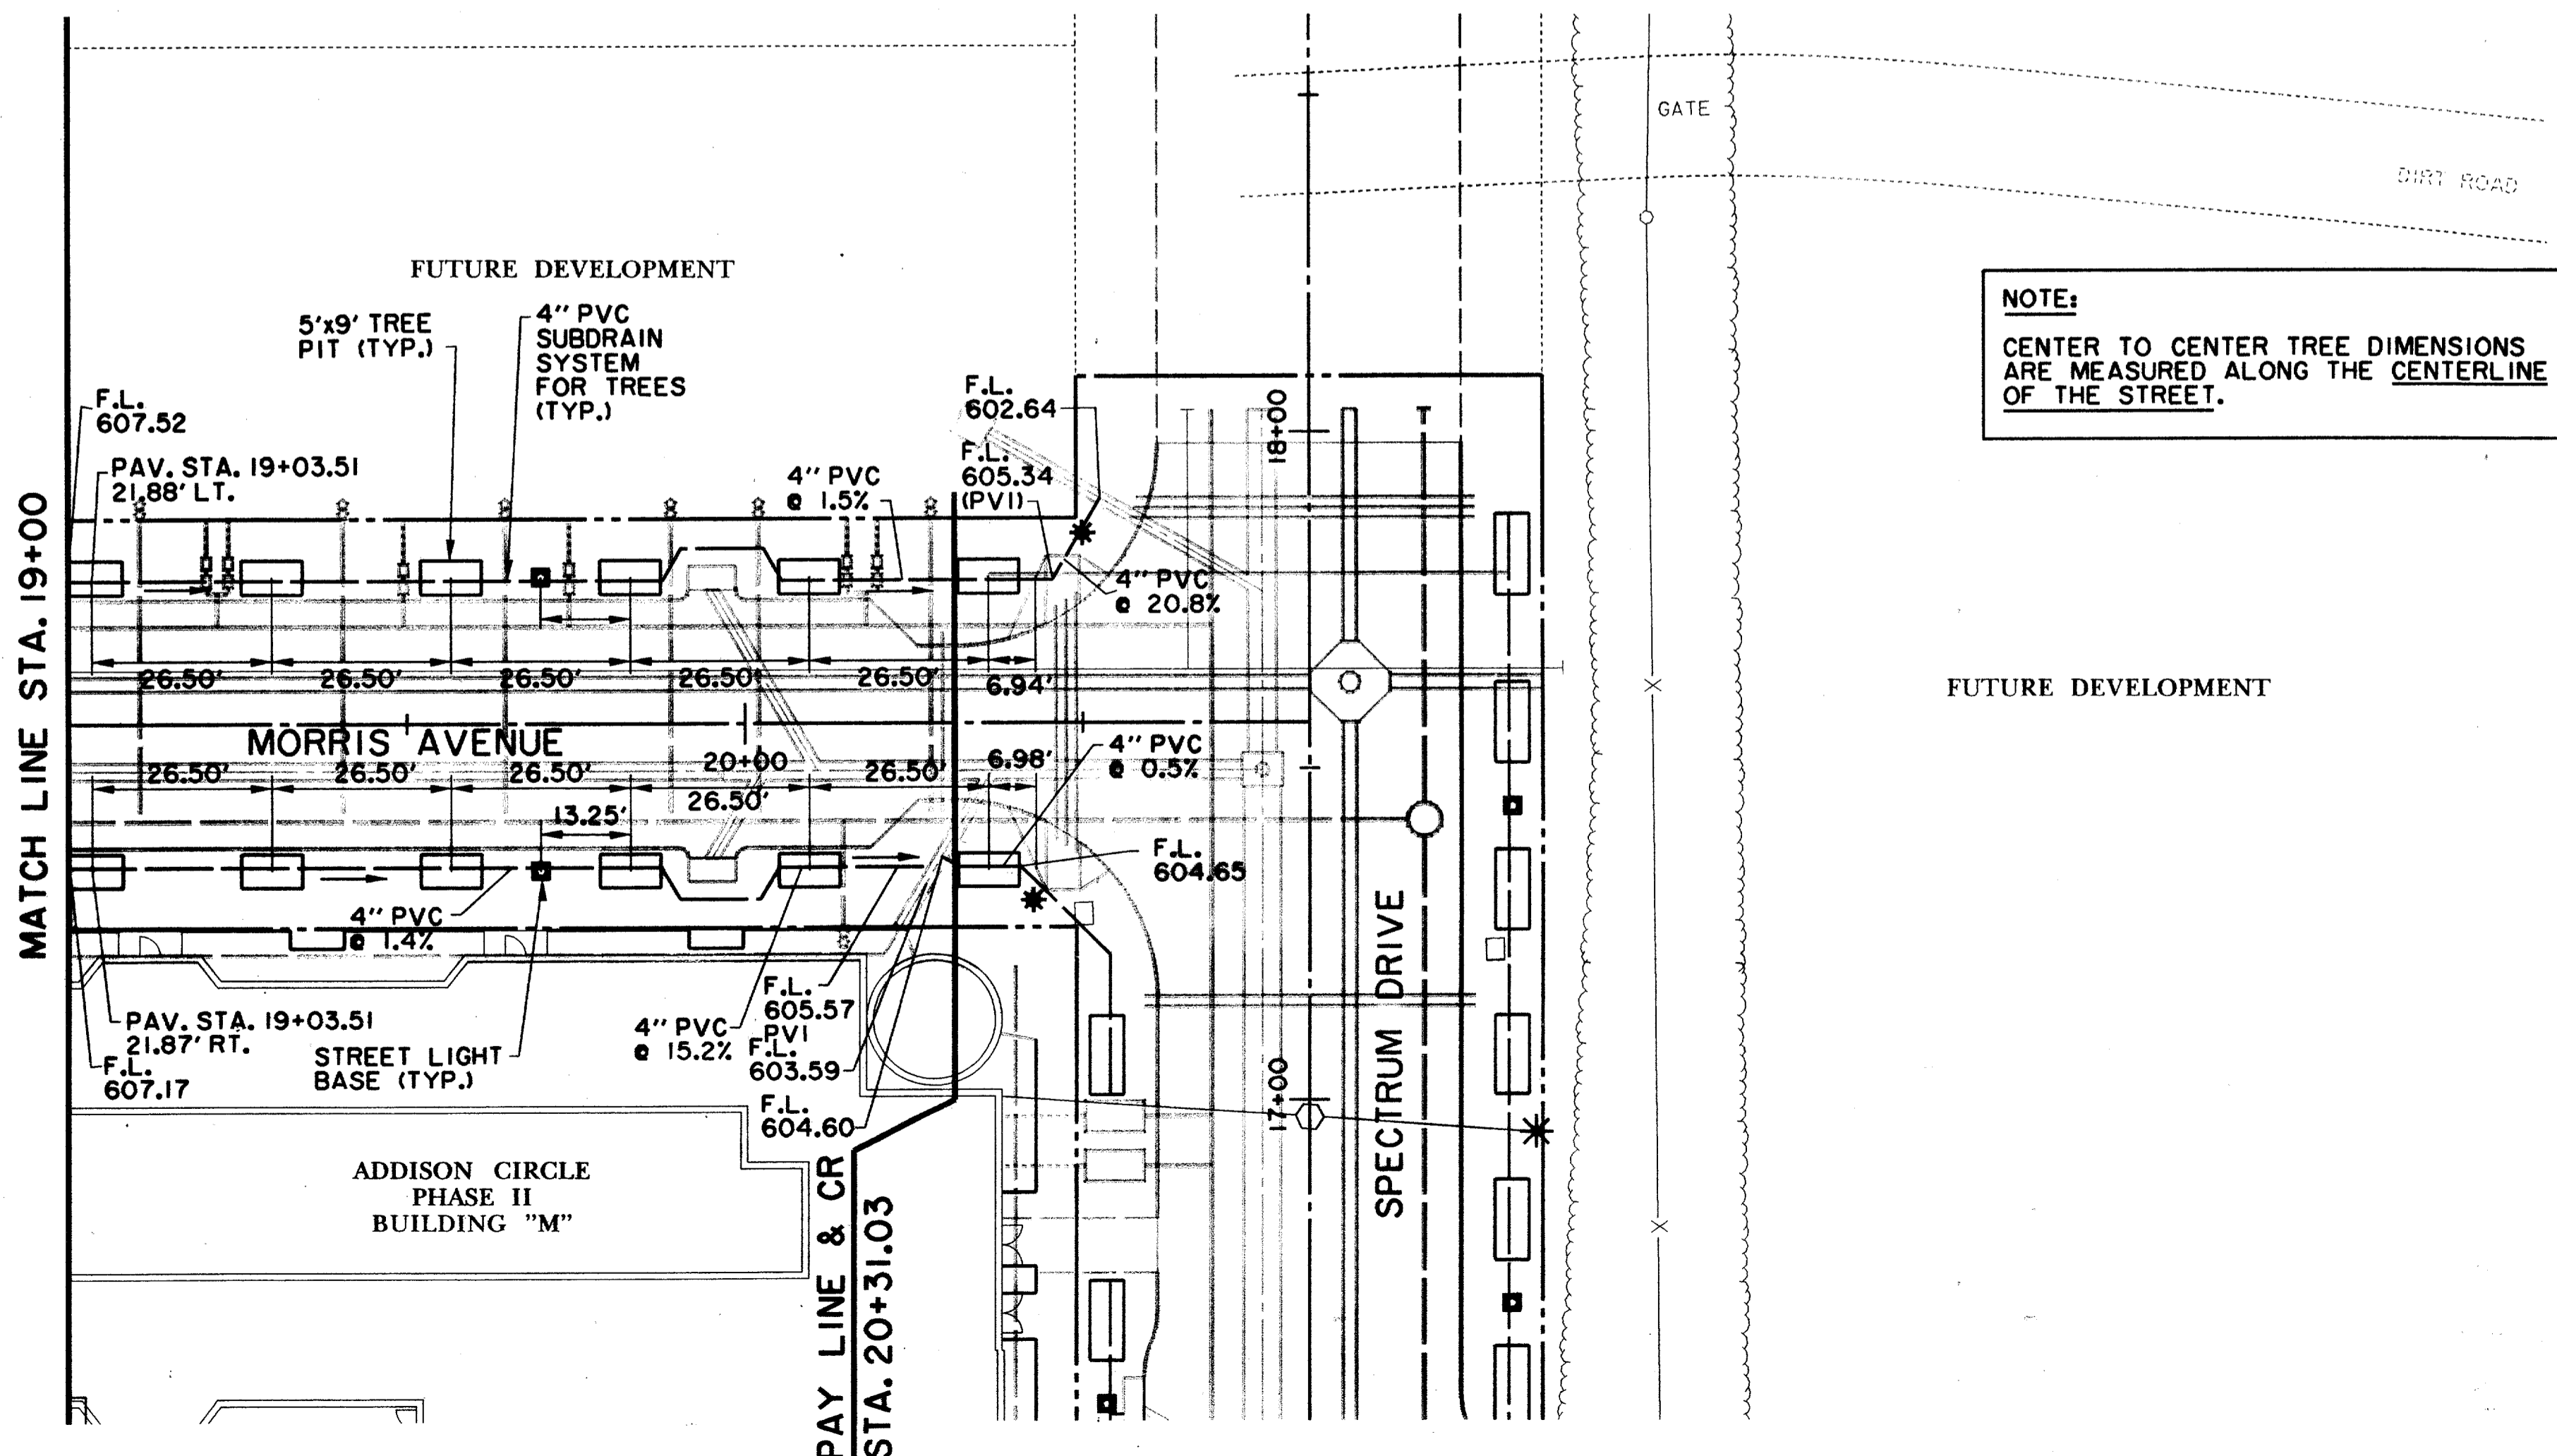 GATE
DIRT ROAD
FUTURE DEVELOPMENT
NOTE:
CENTER TO CENTER TREE DIMENSIONS
ARE MEASURED ALONG THE CENTERLINE
OF THE STREET.
5'x9' TREE
PIT (TYP.)
4" PVC
SUBDRAIN
SYSTEM
FOR TREES
(TYP.)
F.L.
607.52
PAV. STA. 19+03.51
21.88' LT.
4" PVC
@ 1.5%
F.L.
602.64
F.L.
605.34
(PVI)
18+00
4" PVC
@ 20.8%
MATCH LINE STA. 19+00
26.50'
26.50'
26.50'
26.50'
26.50'
6.94'
FUTURE DEVELOPMENT
MORRIS AVENUE
20+00
26.50'
26.50'
26.50'
26.50'
26.50'
6.98'
4" PVC
@ 0.5%
13.25'
F.L.
604.65
4" PVC
@ 1.4%
SPECTRUM DRIVE
PAV. STA. 19+03.51
21.87' RT.
F.L.
607.17
STREET LIGHT
BASE (TYP.)
F.L.
605.57
4" PVC
@ 15.2%
PVI
F.L.
603.59
F.L.
604.60
17+00
ADDISON CIRCLE
PHASE II
BUILDING "M"
PAY LINE & CR
STA. 20+31.03